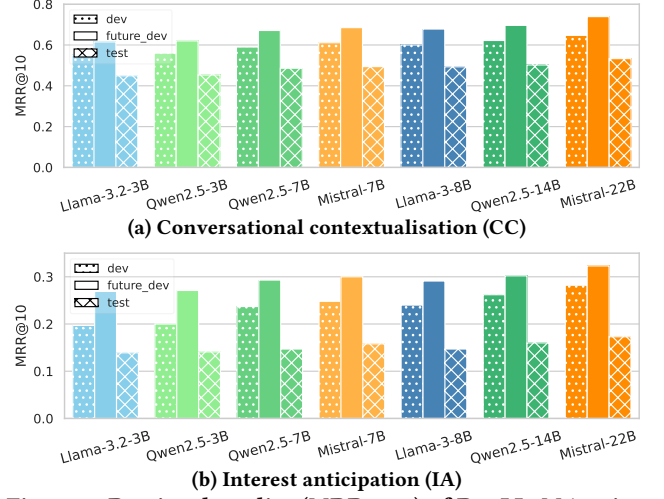 0.8
0.6
0.4
0.2
0.0
MRR@10
dev
future_dev
test
Llama-3.2-3B
Qwen2.5-3B
Qwen2.5-7B
Mistral-7B
Llama-3-8B
Qwen2.5-14B
Mistral-22B
(a) Conversational contextualisation (CC)
0.3
0.2
0.1
0.0
MRR@10
dev
future_dev
test
Llama-3.2-3B
Qwen2.5-3B
Qwen2.5-7B
Mistral-7B
Llama-3-8B
Qwen2.5-14B
Mistral-22B
(b) Interest anticipation (IA)